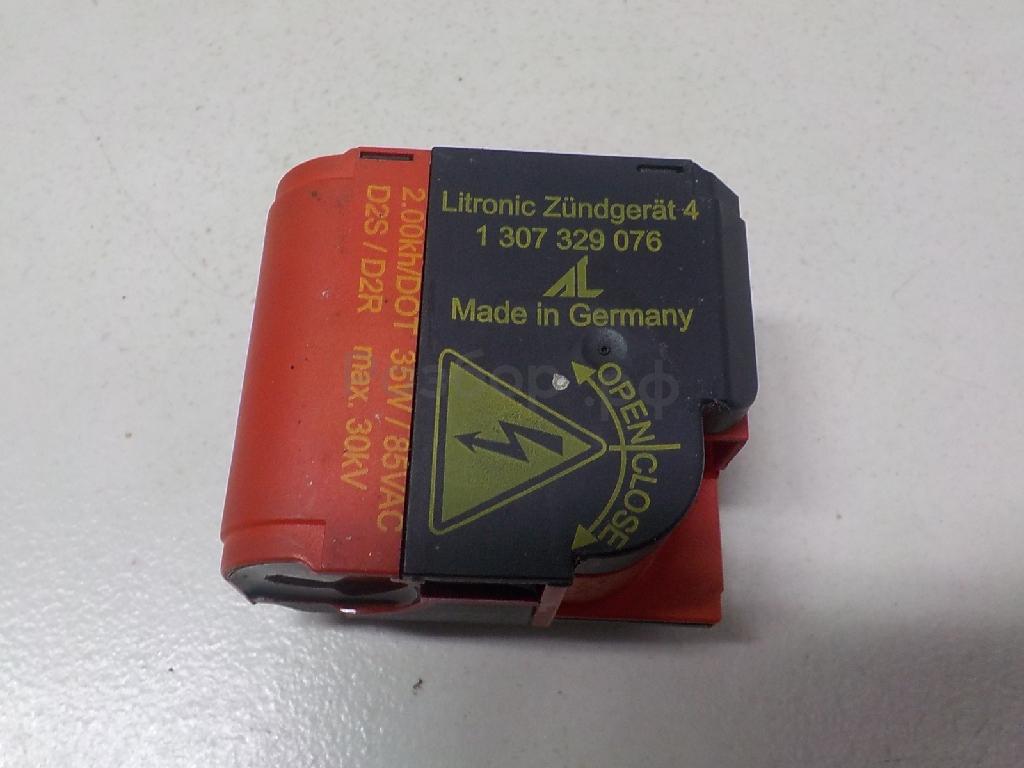 Litronic Zündgerät 4
1 307 329 076
AL
Made in Germany
OPEN CLOSE
2.00kh/DOT 35W / 85VAC
D2S / D2R max. 30kV